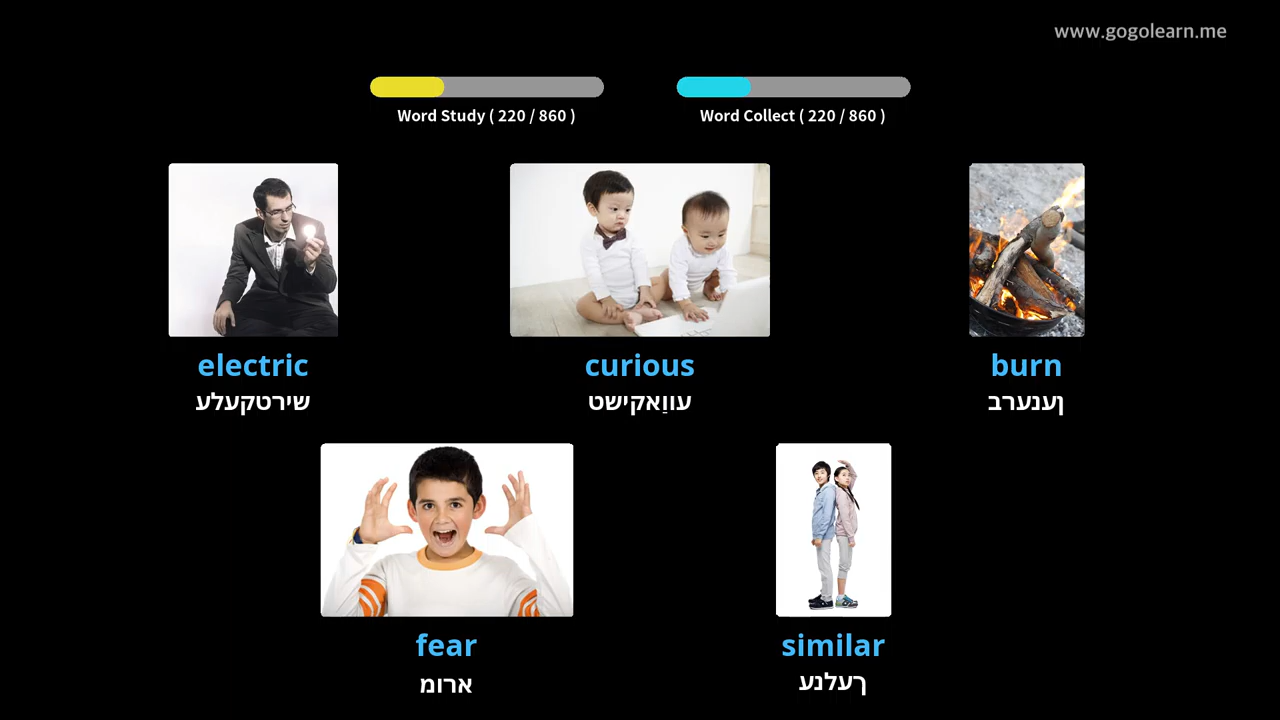 www.gogolearn.me
Word Study ( 220 / 860 )
Word Collect ( 220 / 860 )
electric
שירטקעלע
curious
עווַאקישט
burn
ןענערב
fear
ארומ
similar
ךעלנע